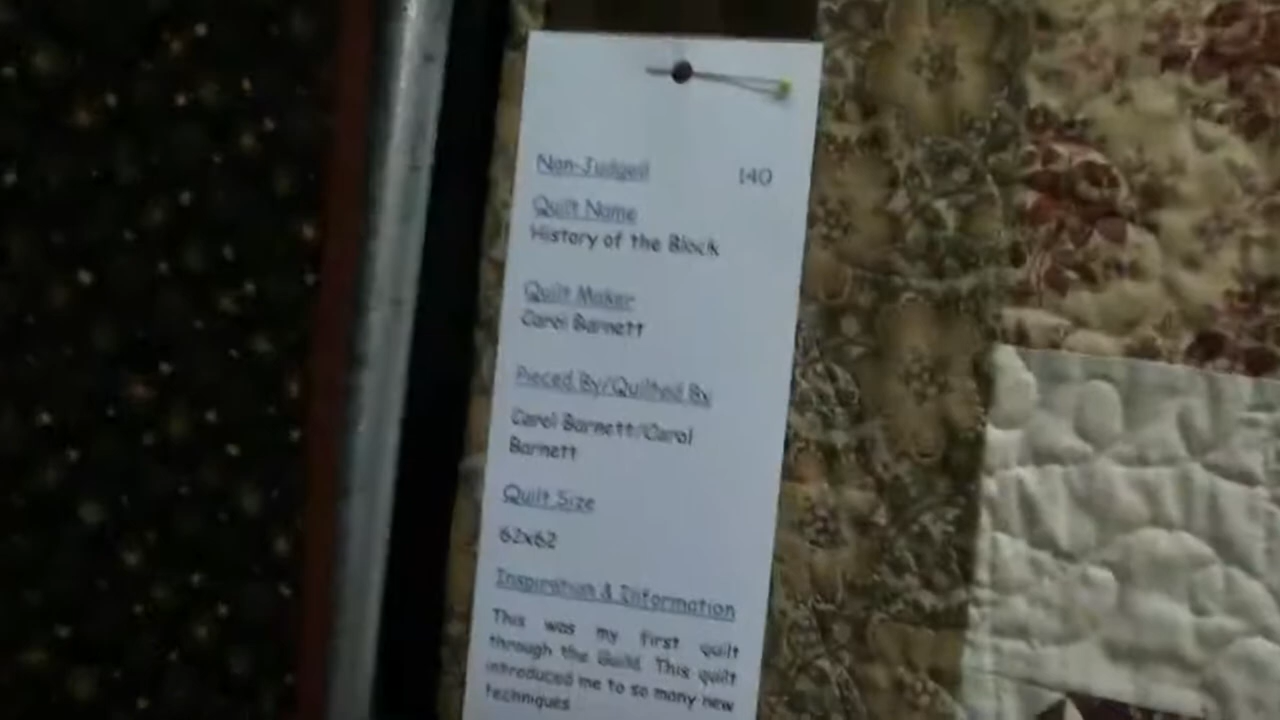 Non-Judged 140
Quilt Name
History of the Block
Quilt Maker
Carol Barnett
Pieced By/Quilted By
Carol Barnett/Carol
Barnett
Quilt Size
62x62
Inspiration & Information
This was my first quilt
through the Guild. This quilt
introduced me to so many new
techniques